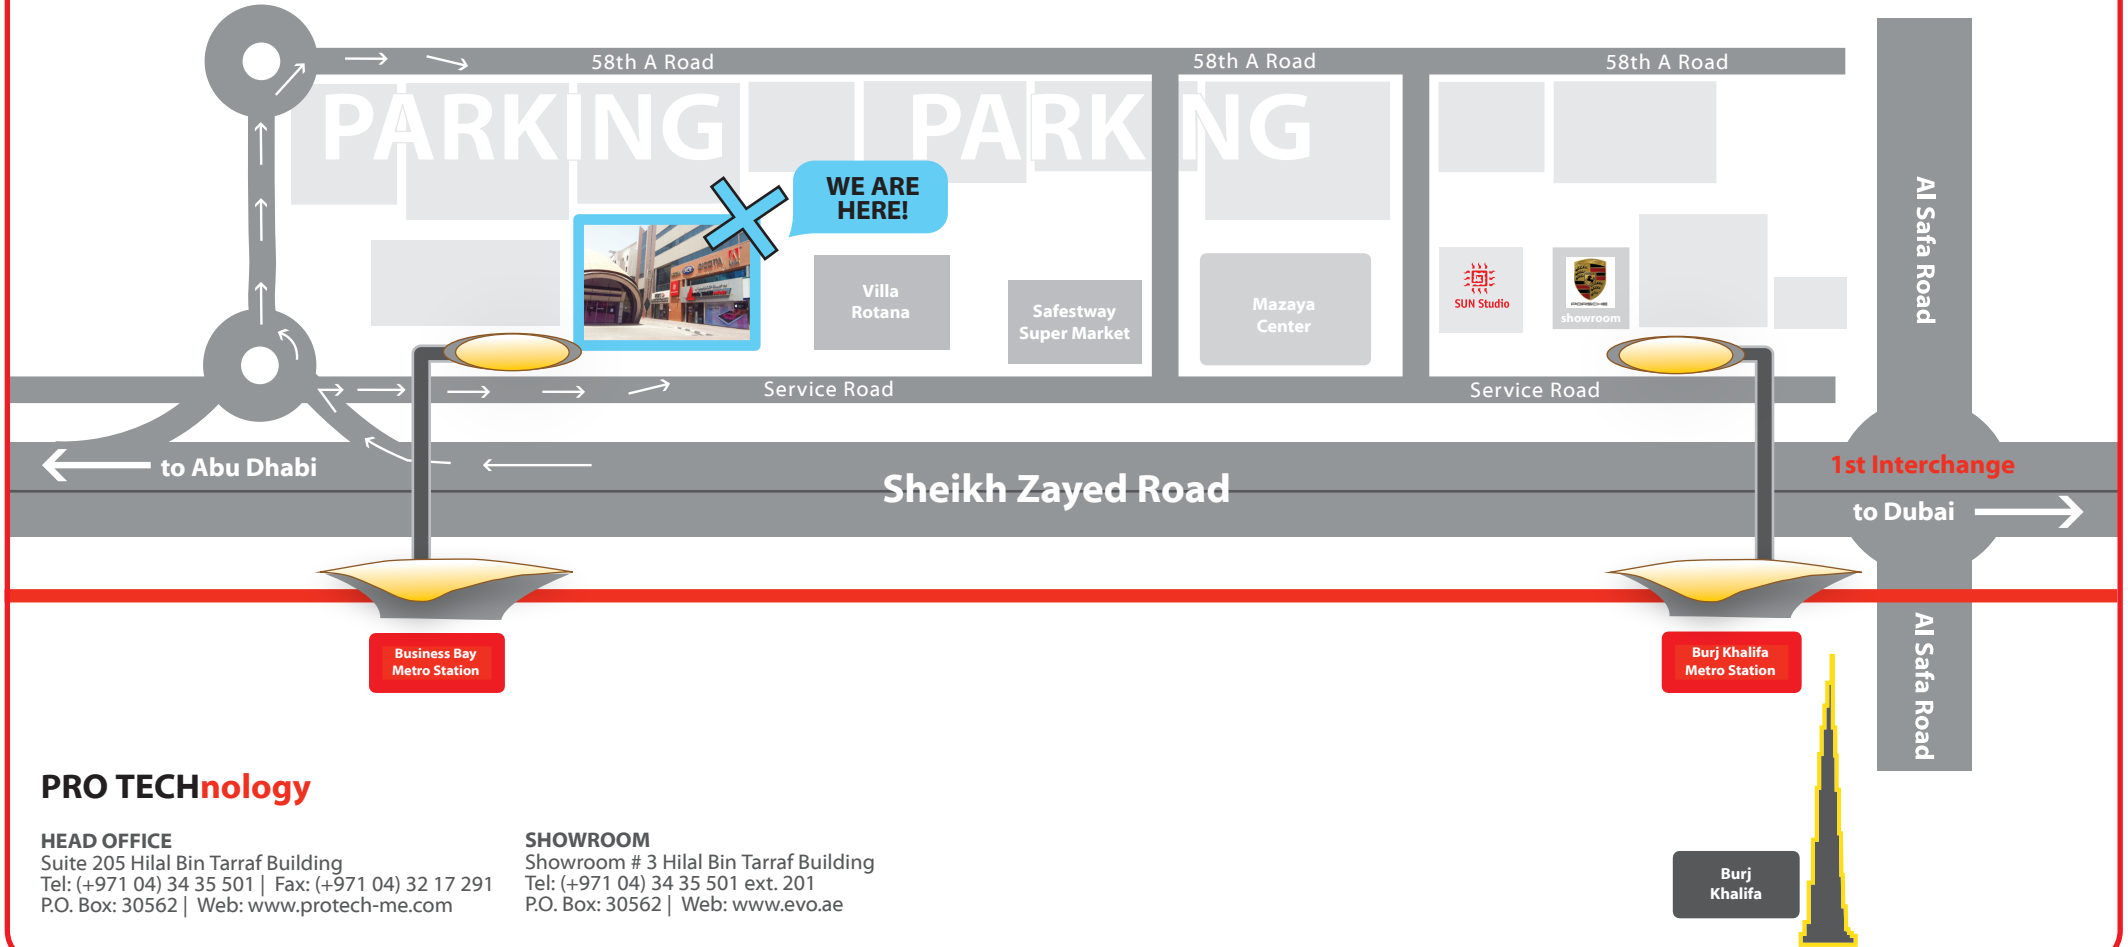 58th A Road
58th A Road
58th A Road
PARKING
PARKING
WE ARE
HERE!
Villa
Rotana
Safestway
Super Market
Mazaya
Center
SUN Studio
PORSCHE
showroom
Al Safa Road
Service Road
Service Road
to Abu Dhabi
Sheikh Zayed Road
1st Interchange
to Dubai
Business Bay
Metro Station
Burj Khalifa
Metro Station
Al Safa Road
Burj
Khalifa
PRO TECHnology
HEAD OFFICE
Suite 205 Hilal Bin Tarraf Building
Tel: (+971 04) 34 35 501 | Fax: (+971 04) 32 17 291
P.O. Box: 30562 | Web: www.protech-me.com
SHOWROOM
Showroom # 3 Hilal Bin Tarraf Building
Tel: (+971 04) 34 35 501 ext. 201
P.O. Box: 30562 | Web: www.evo.ae